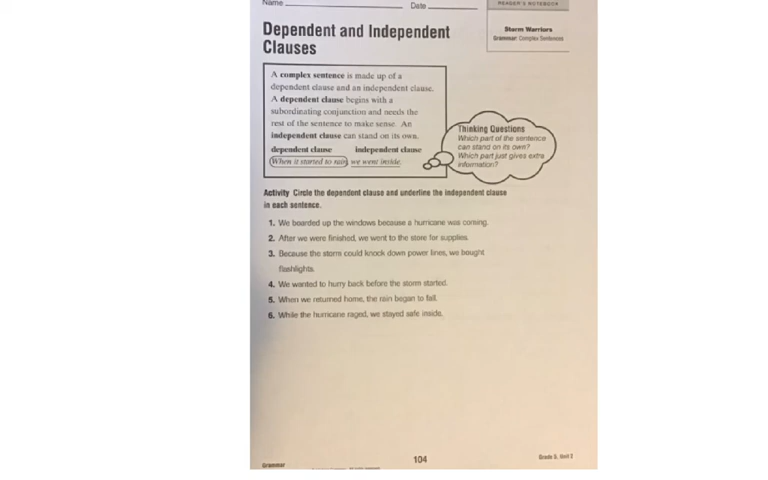 Name Date
READER'S NOTEBOOK
Dependent and Independent
Clauses
Storm Warriors
Grammar: Complex Sentences
A complex sentence is made up of a
dependent clause and an independent clause.
A dependent clause begins with a
subordinating conjunction and needs the
rest of the sentence to make sense. An
independent clause can stand on its own.
dependent clause independent clause
When it started to rain, we went inside.
Thinking Questions
Which part of the sentence
can stand on its own?
Which part just gives extra
information?
Activity Circle the dependent clause and underline the independent clause
in each sentence.
1. We boarded up the windows because a hurricane was coming.
2. After we were finished, we went to the store for supplies.
3. Because the storm could knock down power lines, we bought
flashlights.
4. We wanted to hurry back before the storm started.
5. When we returned home, the rain began to fall.
6. While the hurricane raged, we stayed safe inside.
Grammar
104
Grade 5, Unit 2